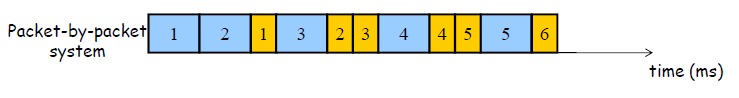 Packet-by-packet
system
1 2 1 3 2 3 4 4 5 5 6
time (ms)